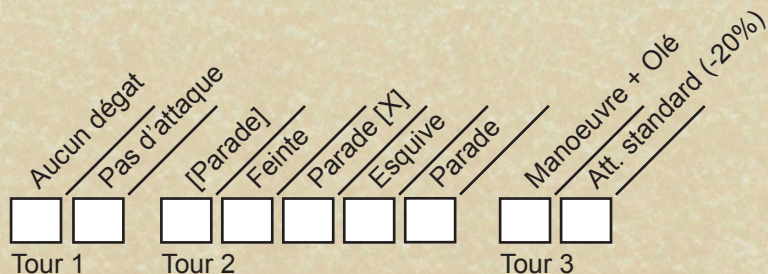 Aucun dégat
Pas d'attaque
[Parade]
Feinte
Parade [X]
Esquive
Parade
Manoeuvre + Olé
Att. standard (-20%)
Tour 1
Tour 2
Tour 3